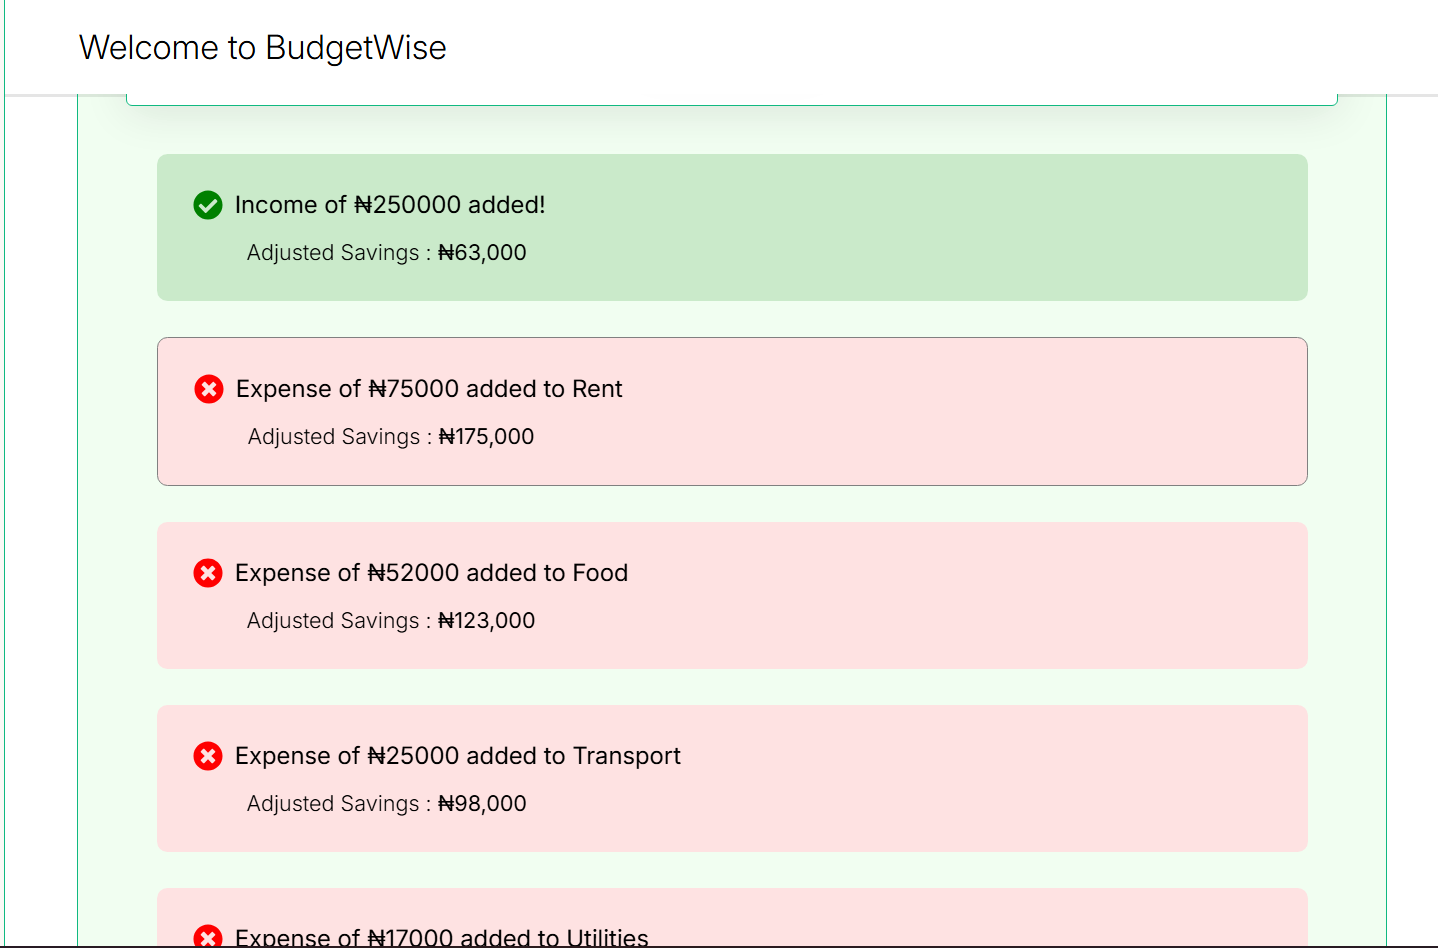 Welcome to BudgetWise
Income of ₦250000 added!
Adjusted Savings : ₦63,000
Expense of ₦75000 added to Rent
Adjusted Savings : ₦175,000
Expense of ₦52000 added to Food
Adjusted Savings : ₦123,000
Expense of ₦25000 added to Transport
Adjusted Savings : ₦98,000
Expense of ₦17000 added to Utilities